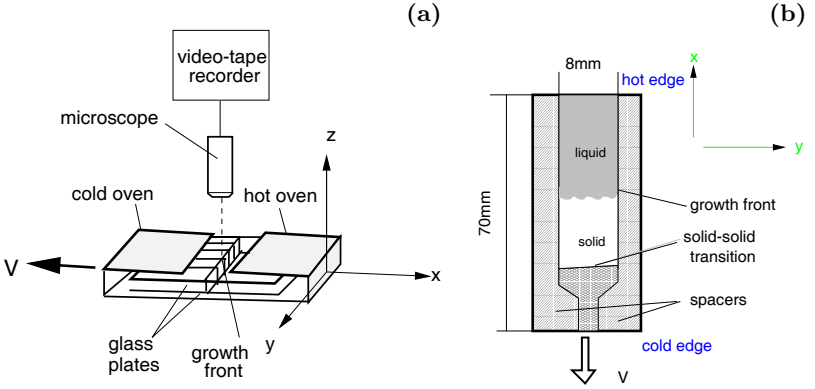 (a)
video-tape
recorder
microscope
z
cold oven
hot oven
V
x
glass
plates
growth
front
y
(b)
8mm
hot edge
x
y
liquid
70mm
growth front
solid
solid-solid
transition
spacers
cold edge
V